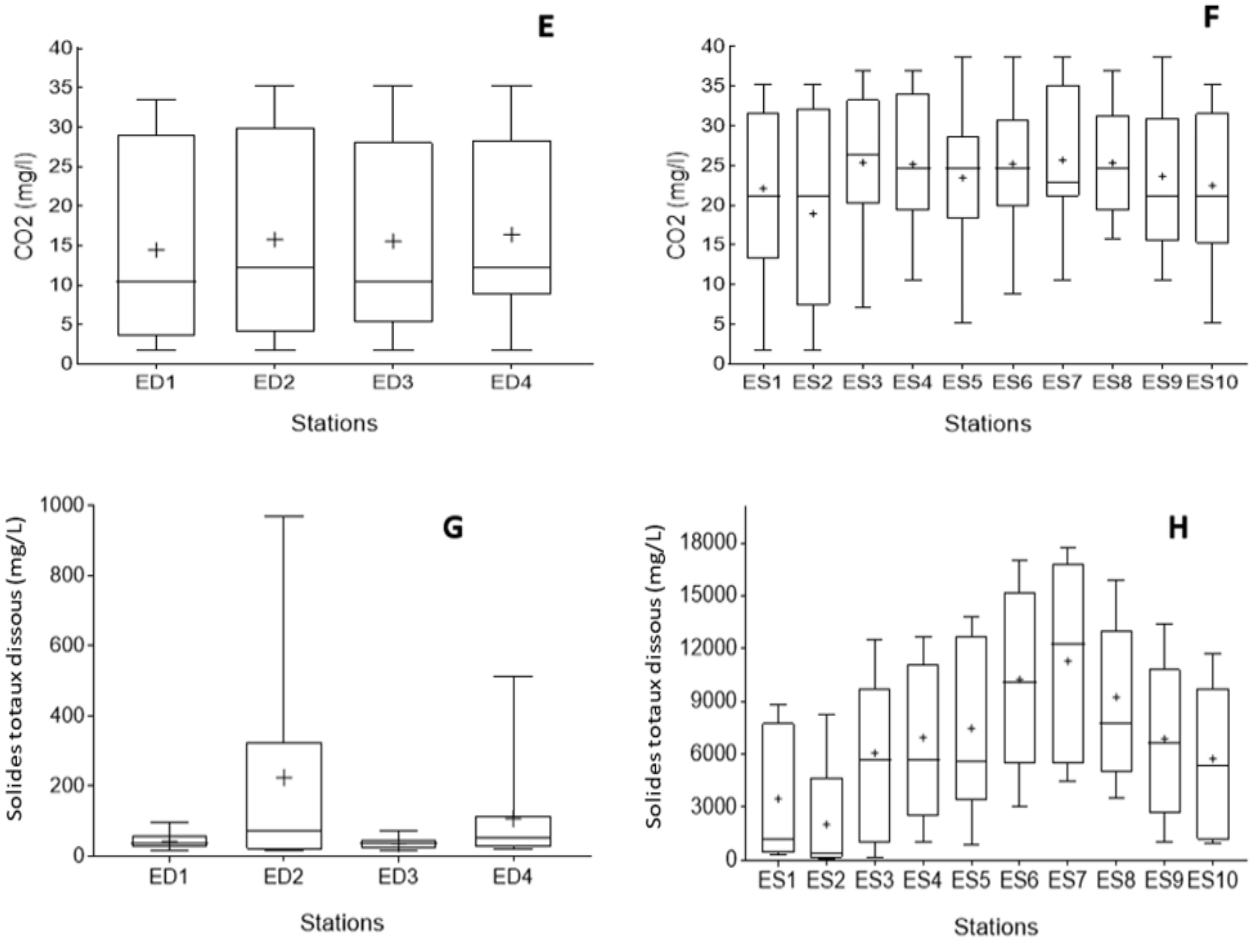 E
CO2 (mg/l)
40
35
30
25
20
15
10
5
0
ED1 ED2 ED3 ED4
Stations
F
CO2 (mg/l)
40
35
30
25
20
15
10
5
0
ES1 ES2 ES3 ES4 ES5 ES6 ES7 ES8 ES9 ES10
Stations
G
Solides totaux dissous (mg/L)
1000
800
600
400
200
0
ED1 ED2 ED3 ED4
Stations
H
Solides totaux dissous (mg/L)
18000
15000
12000
9000
6000
3000
0
ES1 ES2 ES3 ES4 ES5 ES6 ES7 ES8 ES9 ES10
Stations